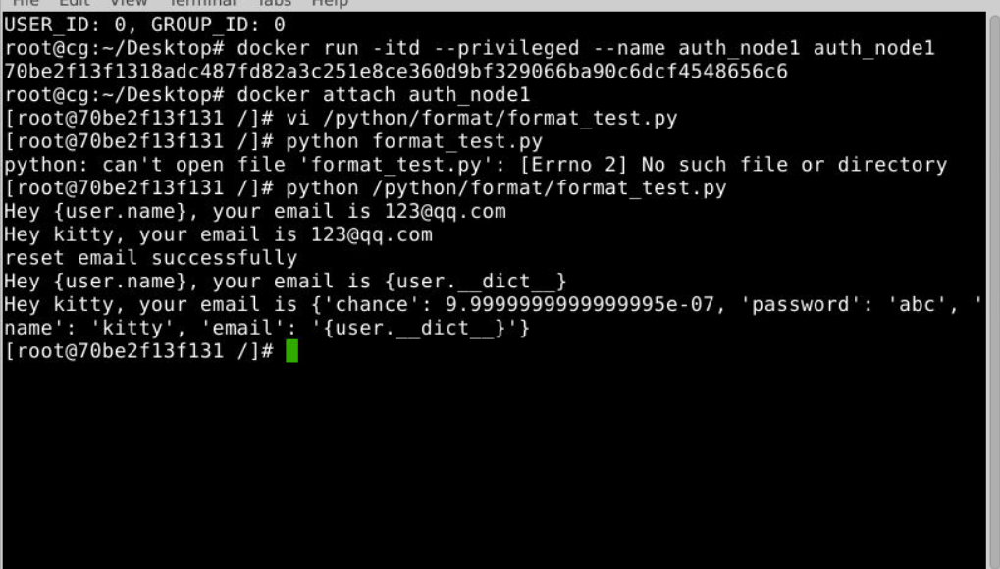 File Edit View Terminal Tabs Help
USER_ID: 0, GROUP_ID: 0
root@cg:~/Desktop# docker run -itd --privileged --name auth_node1 auth_node1
70be2f13f1318adc487fd82a3c251e8ce360d9bf329066ba90c6dcf4548656c6
root@cg:~/Desktop# docker attach auth_node1
[root@70be2f13f131 /]# vi /python/format/format_test.py
[root@70be2f13f131 /]# python format_test.py
python: can't open file 'format_test.py': [Errno 2] No such file or directory
[root@70be2f13f131 /]# python /python/format/format_test.py
Hey {user.name}, your email is 123@qq.com
Hey kitty, your email is 123@qq.com
reset email successfully
Hey {user.name}, your email is {user.__dict__}
Hey kitty, your email is {'chance': 9.9999999999999995e-07, 'password': 'abc', '
name': 'kitty', 'email': '{user.__dict__}'}
[root@70be2f13f131 /]#